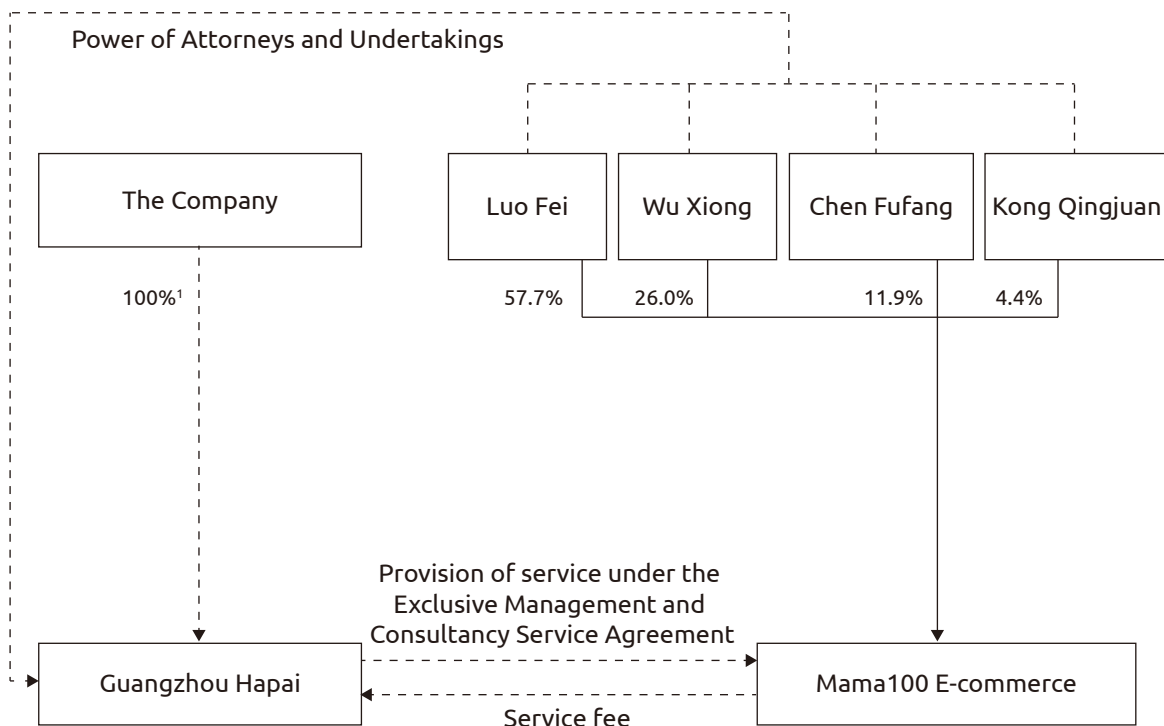 Power of Attorneys and Undertakings
The Company
Luo Fei
Wu Xiong
Chen Fufang
Kong Qingjuan
100%¹
57.7%
26.0%
11.9%
4.4%
Provision of service under the
Exclusive Management and
Consultancy Service Agreement
Guangzhou Hapai
Mama100 E-commerce
Service fee